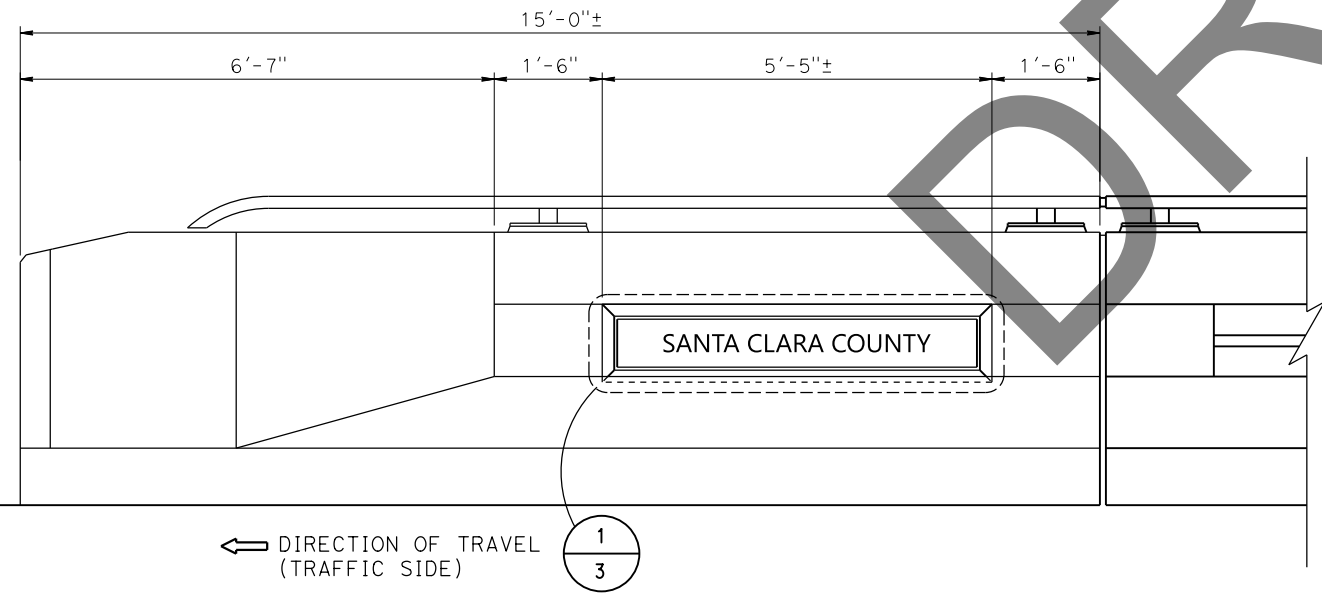 15'-0"±
6'-7" 1'-6" 5'-5"± 1'-6"
SANTA CLARA COUNTY
DIRECTION OF TRAVEL
(TRAFFIC SIDE)
1
3
DR